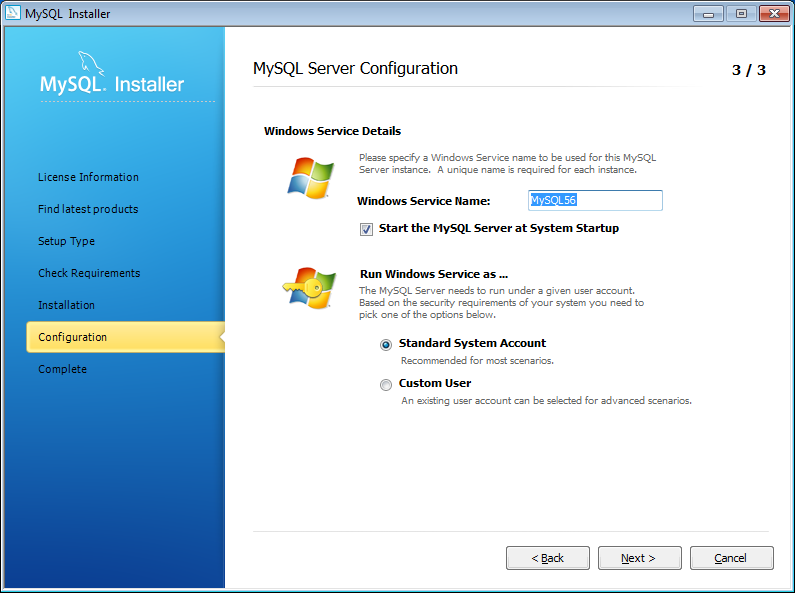 MySQL Installer
MySQL. Installer
License Information
Find latest products
Setup Type
Check Requirements
Installation
Configuration
Complete
MySQL Server Configuration
3 / 3
Windows Service Details
Please specify a Windows Service name to be used for this MySQL
Server instance. A unique name is required for each instance.
Windows Service Name:
MySQL56
Start the MySQL Server at System Startup
Run Windows Service as ...
The MySQL Server needs to run under a given user account.
Based on the security requirements of your system you need to
pick one of the options below.
Standard System Account
Recommended for most scenarios.
Custom User
An existing user account can be selected for advanced scenarios.
< Back
Next >
Cancel